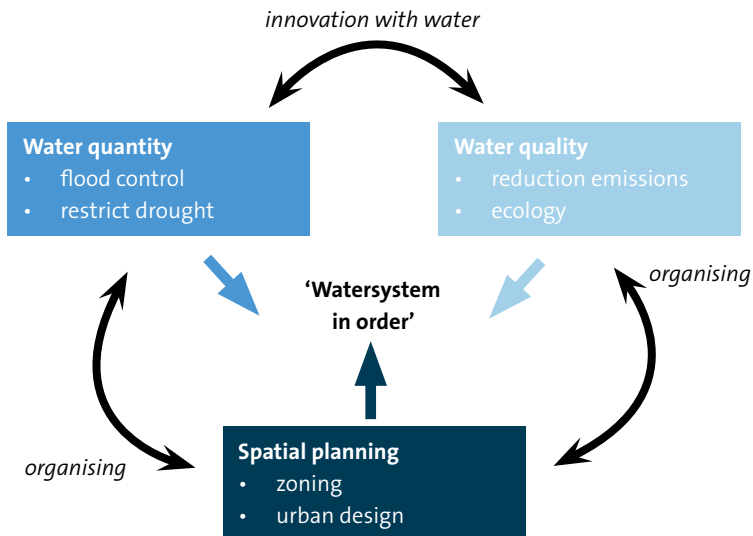 innovation with water
Water quantity
• flood control
• restrict drought
Water quality
• reduction emissions
• ecology
organising
‘Watersystem
in order’
organising
Spatial planning
• zoning
• urban design